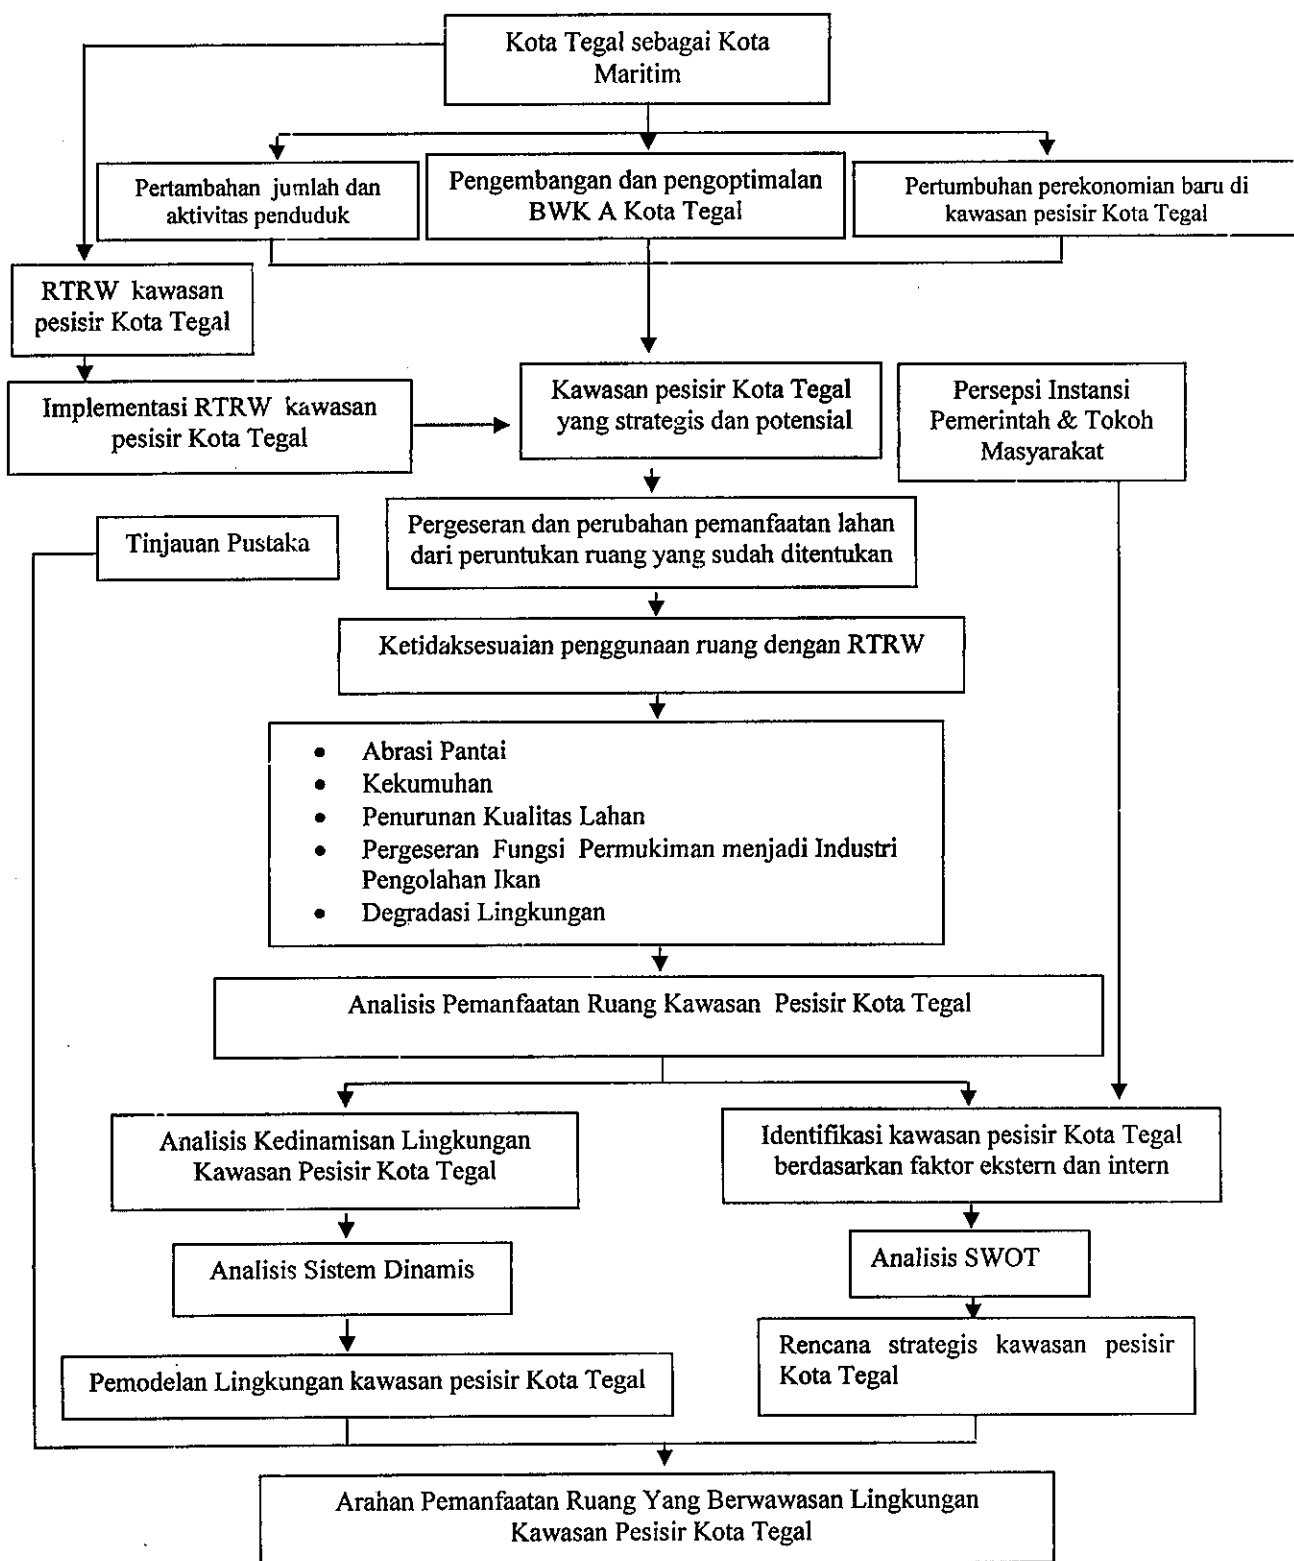 Kota Tegal sebagai Kota
Maritim
Pertambahan jumlah dan
aktivitas penduduk
Pengembangan dan pengoptimalan
BWK A Kota Tegal
Pertumbuhan perekonomian baru di
kawasan pesisir Kota Tegal
RTRW kawasan
pesisir Kota Tegal
Implementasi RTRW kawasan
pesisir Kota Tegal
Kawasan pesisir Kota Tegal
yang strategis dan potensial
Persepsi Instansi
Pemerintah & Tokoh
Masyarakat
Tinjauan Pustaka
Pergeseran dan perubahan pemanfaatan lahan
dari peruntukan ruang yang sudah ditentukan
Ketidaksesuaian penggunaan ruang dengan RTRW
• Abrasi Pantai
• Kekumuhan
• Penurunan Kualitas Lahan
• Pergeseran Fungsi Permukiman menjadi Industri
Pengolahan Ikan
• Degradasi Lingkungan
Analisis Pemanfaatan Ruang Kawasan Pesisir Kota Tegal
Analisis Kedinamisan Lingkungan
Kawasan Pesisir Kota Tegal
Identifikasi kawasan pesisir Kota Tegal
berdasarkan faktor ekstern dan intern
Analisis Sistem Dinamis
Analisis SWOT
Pemodelan Lingkungan kawasan pesisir Kota Tegal
Rencana strategis kawasan pesisir
Kota Tegal
Arahan Pemanfaatan Ruang Yang Berwawasan Lingkungan
Kawasan Pesisir Kota Tegal